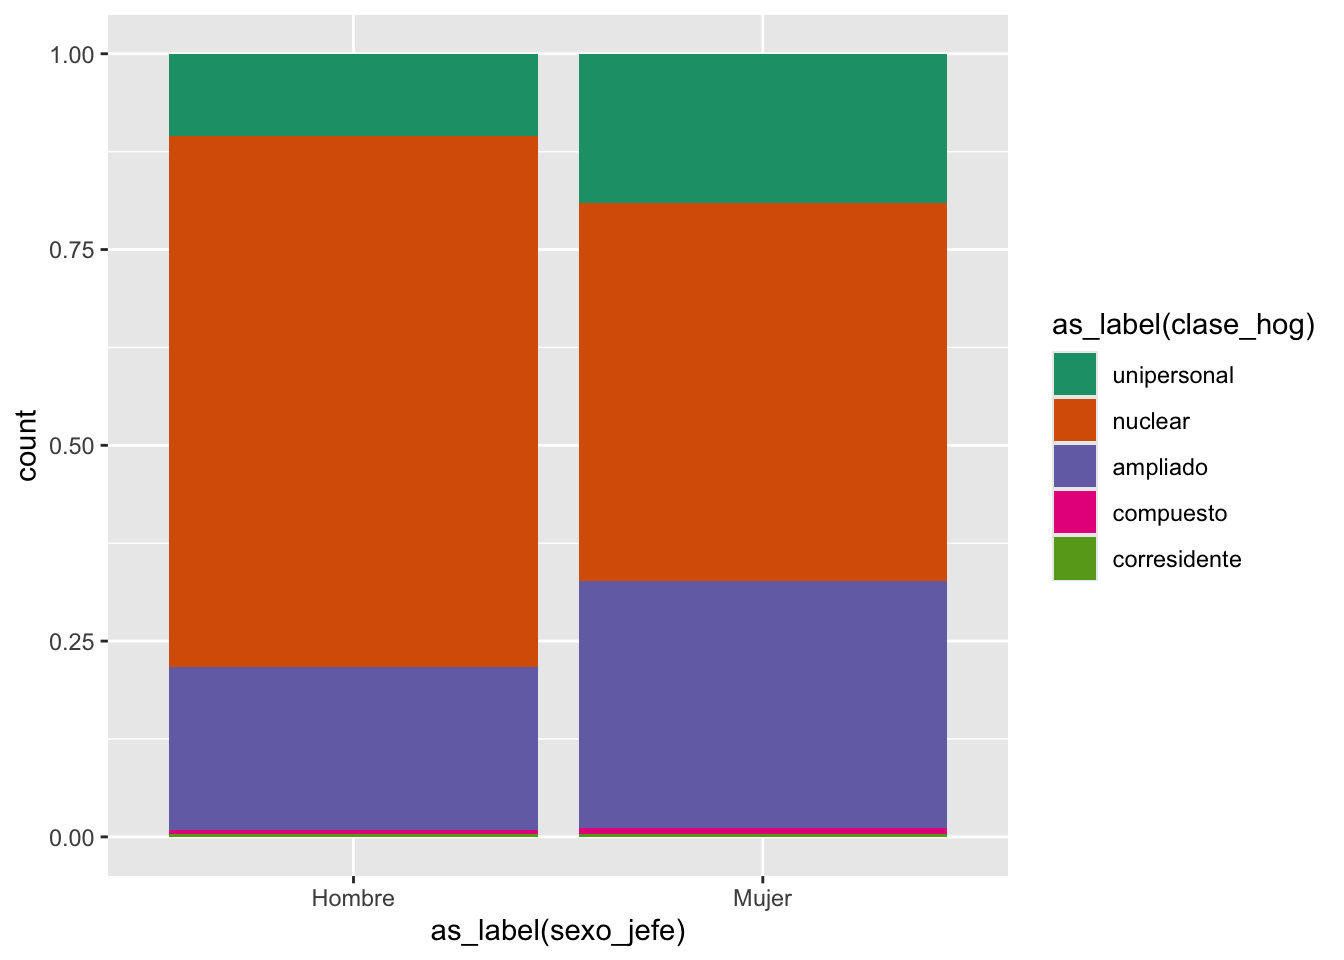 1.00
0.75
0.50
0.25
0.00
count
Hombre
Mujer
as_label(sexo_jefe)
as_label(clase_hog)
unipersonal
nuclear
ampliado
compuesto
corresidente